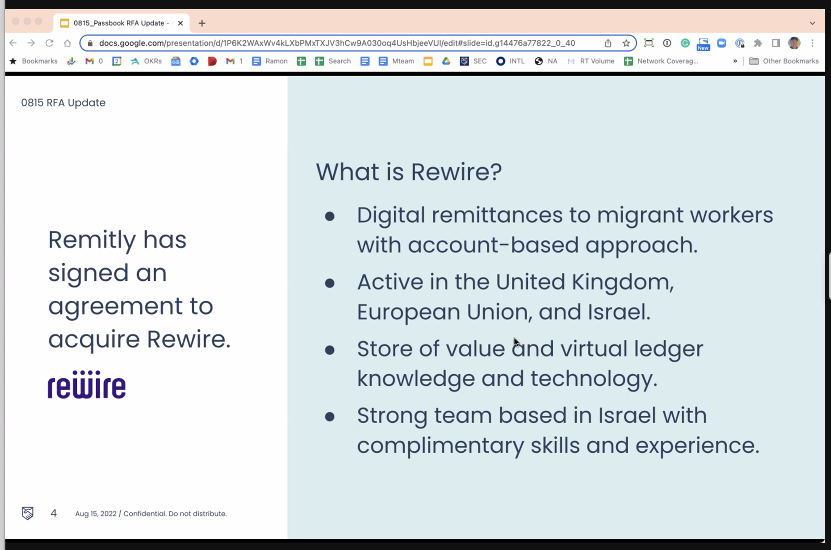 0815_Passbook RFA Update -
docs.google.com/presentation/d/1P6K2WAxWv4kLXbPMxTXJV3hCw9A030oq4UsHbjeeVUI/edit#slide=id.g14476a77822_0_40
New
Bookmarks M 0 OKRs M 1 Ramon Search Mteam SEC INTL NA RT Volume Network Coverag... » Other Bookmarks
0815 RFA Update
Remitly has
signed an
agreement to
acquire Rewire.
rewire
What is Rewire?
● Digital remittances to migrant workers
with account-based approach.
● Active in the United Kingdom,
European Union, and Israel.
● Store of value and virtual ledger
knowledge and technology.
● Strong team based in Israel with
complimentary skills and experience.
4 Aug 15, 2022 / Confidential. Do not distribute.